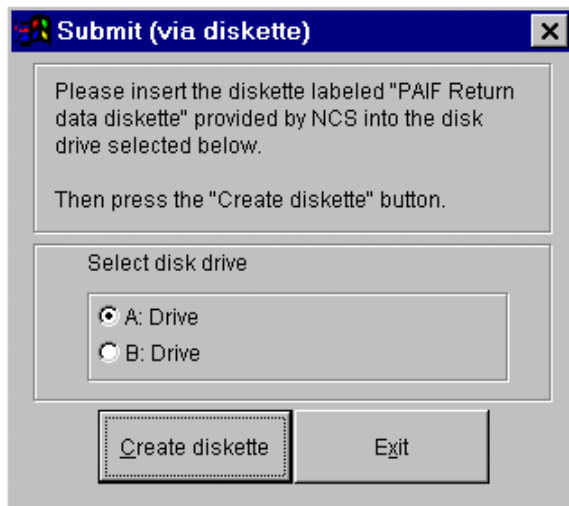 Submit (via diskette)
Please insert the diskette labeled "PAIF Return
data diskette" provided by NCS into the disk
drive selected below.
Then press the "Create diskette" button.
Select disk drive
A: Drive
B: Drive
Create diskette
Exit